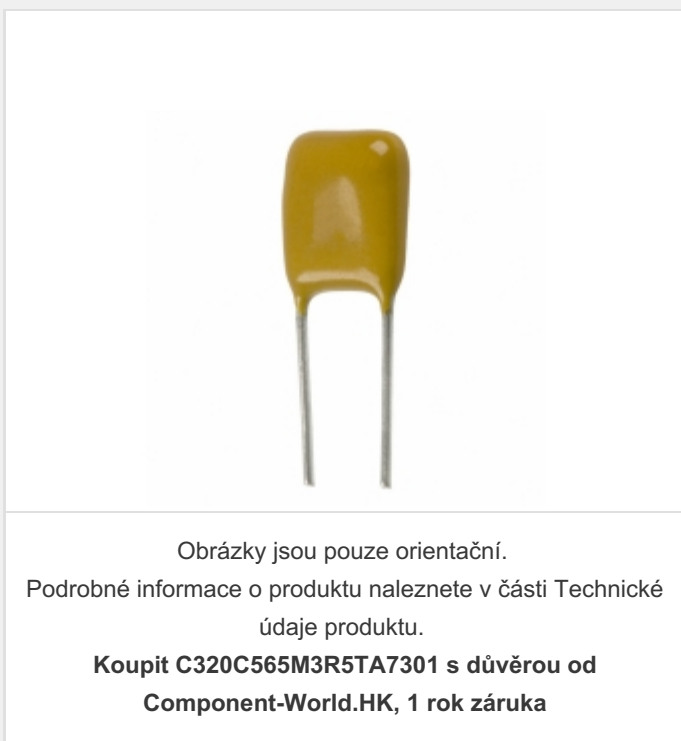 Obrázky jsou pouze orientační.
Podrobné informace o produktu naleznete v části Technické
údaje produktu.
Koupit C320C565M3R5TA7301 s důvěrou od
Component-World.HK, 1 rok záruka